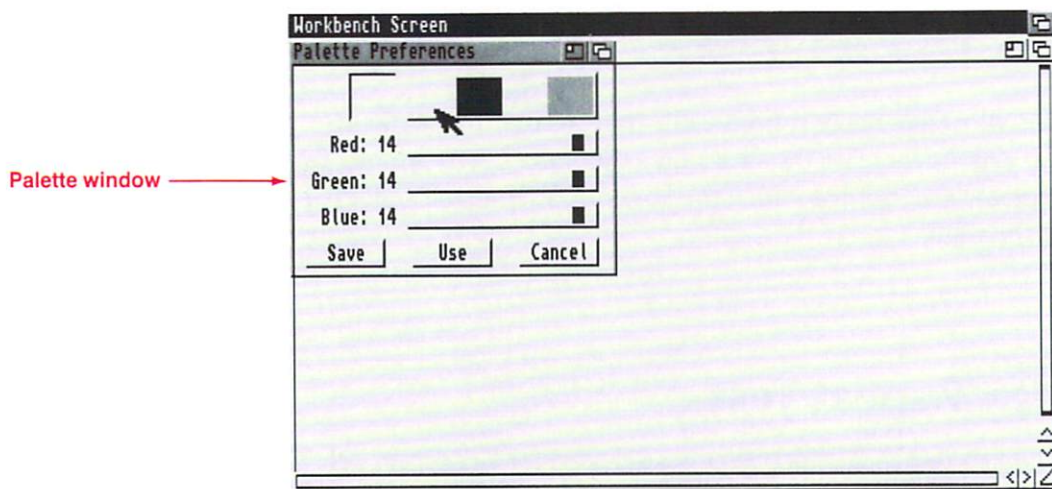 Workbench Screen
Palette Preferences
Red: 14
Palette window
Green: 14
Blue: 14
Save Use Cancel